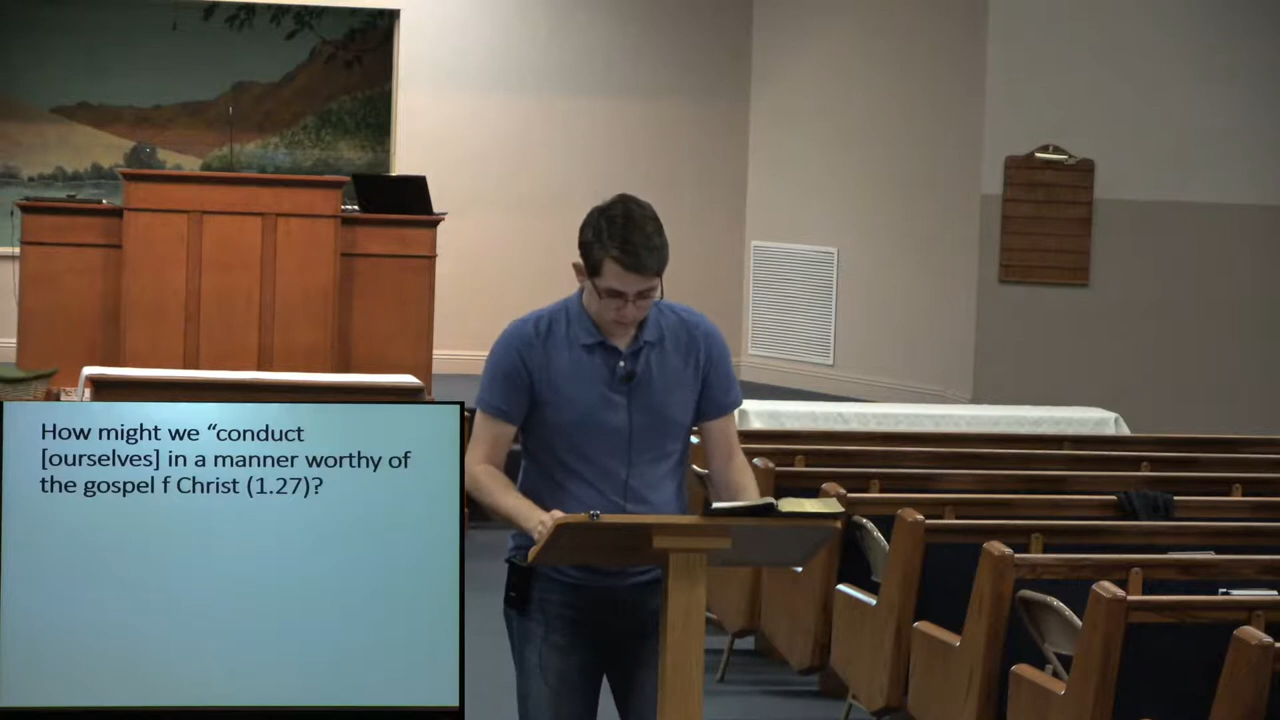 How might we “conduct
[ourselves] in a manner worthy of
the gospel f Christ (1.27)?